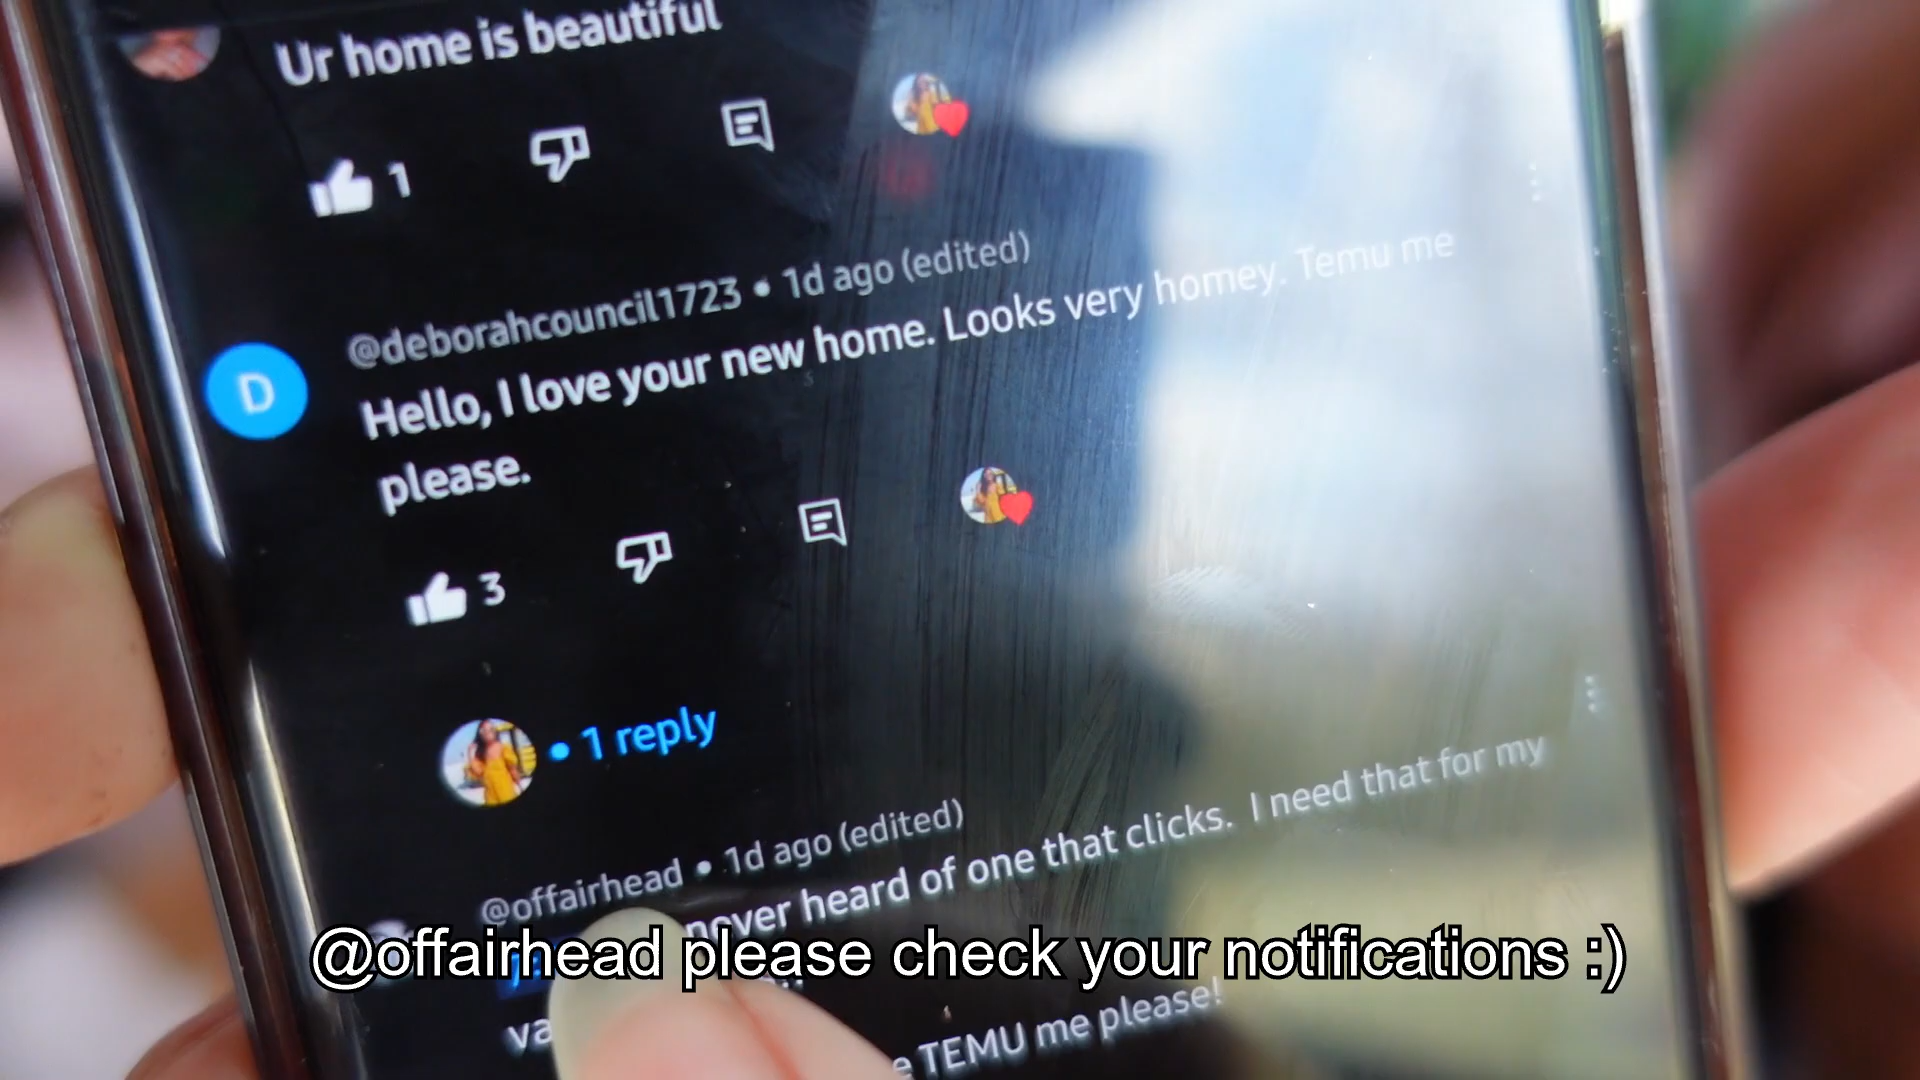 Ur home is beautiful
1
@deborahcouncil1723 • 1d ago (edited)
D
Hello, I love your new home. Looks very homey. Temu me
please.
3
• 1 reply
@offairhead • 1d ago (edited)
never heard of one that clicks. I need that for my
@offairhead please check your notifications :)
TEMU me please!